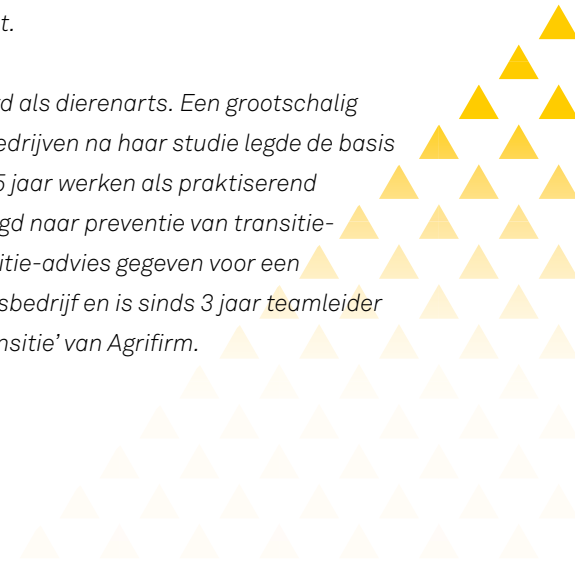 t.
d als dierenarts. Een grootschalig
edrijven na haar studie legde de basis
5 jaar werken als praktiserend
gd naar preventie van transitie-
itie-advies gegeven voor een
sbedrijf en is sinds 3 jaar teamleider
nsitie’ van Agrifirm.